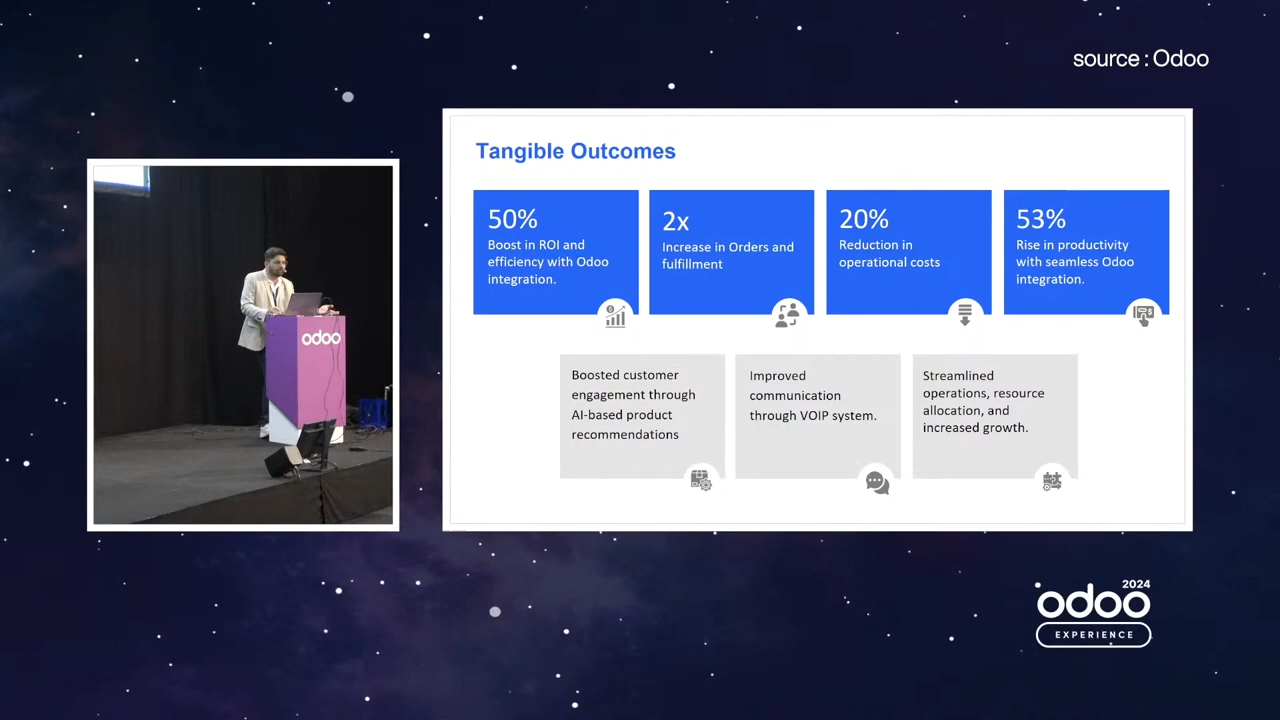 source : Odoo
Tangible Outcomes
50%
Boost in ROI and
efficiency with Odoo
integration.
2x
Increase in Orders and
fulfillment
20%
Reduction in
operational costs
53%
Rise in productivity
with seamless Odoo
integration.
Boosted customer
engagement through
AI-based product
recommendations
Improved
communication
through VOIP system.
Streamlined
operations, resource
allocation, and
increased growth.
odoo
2024
odoo
EXPERIENCE